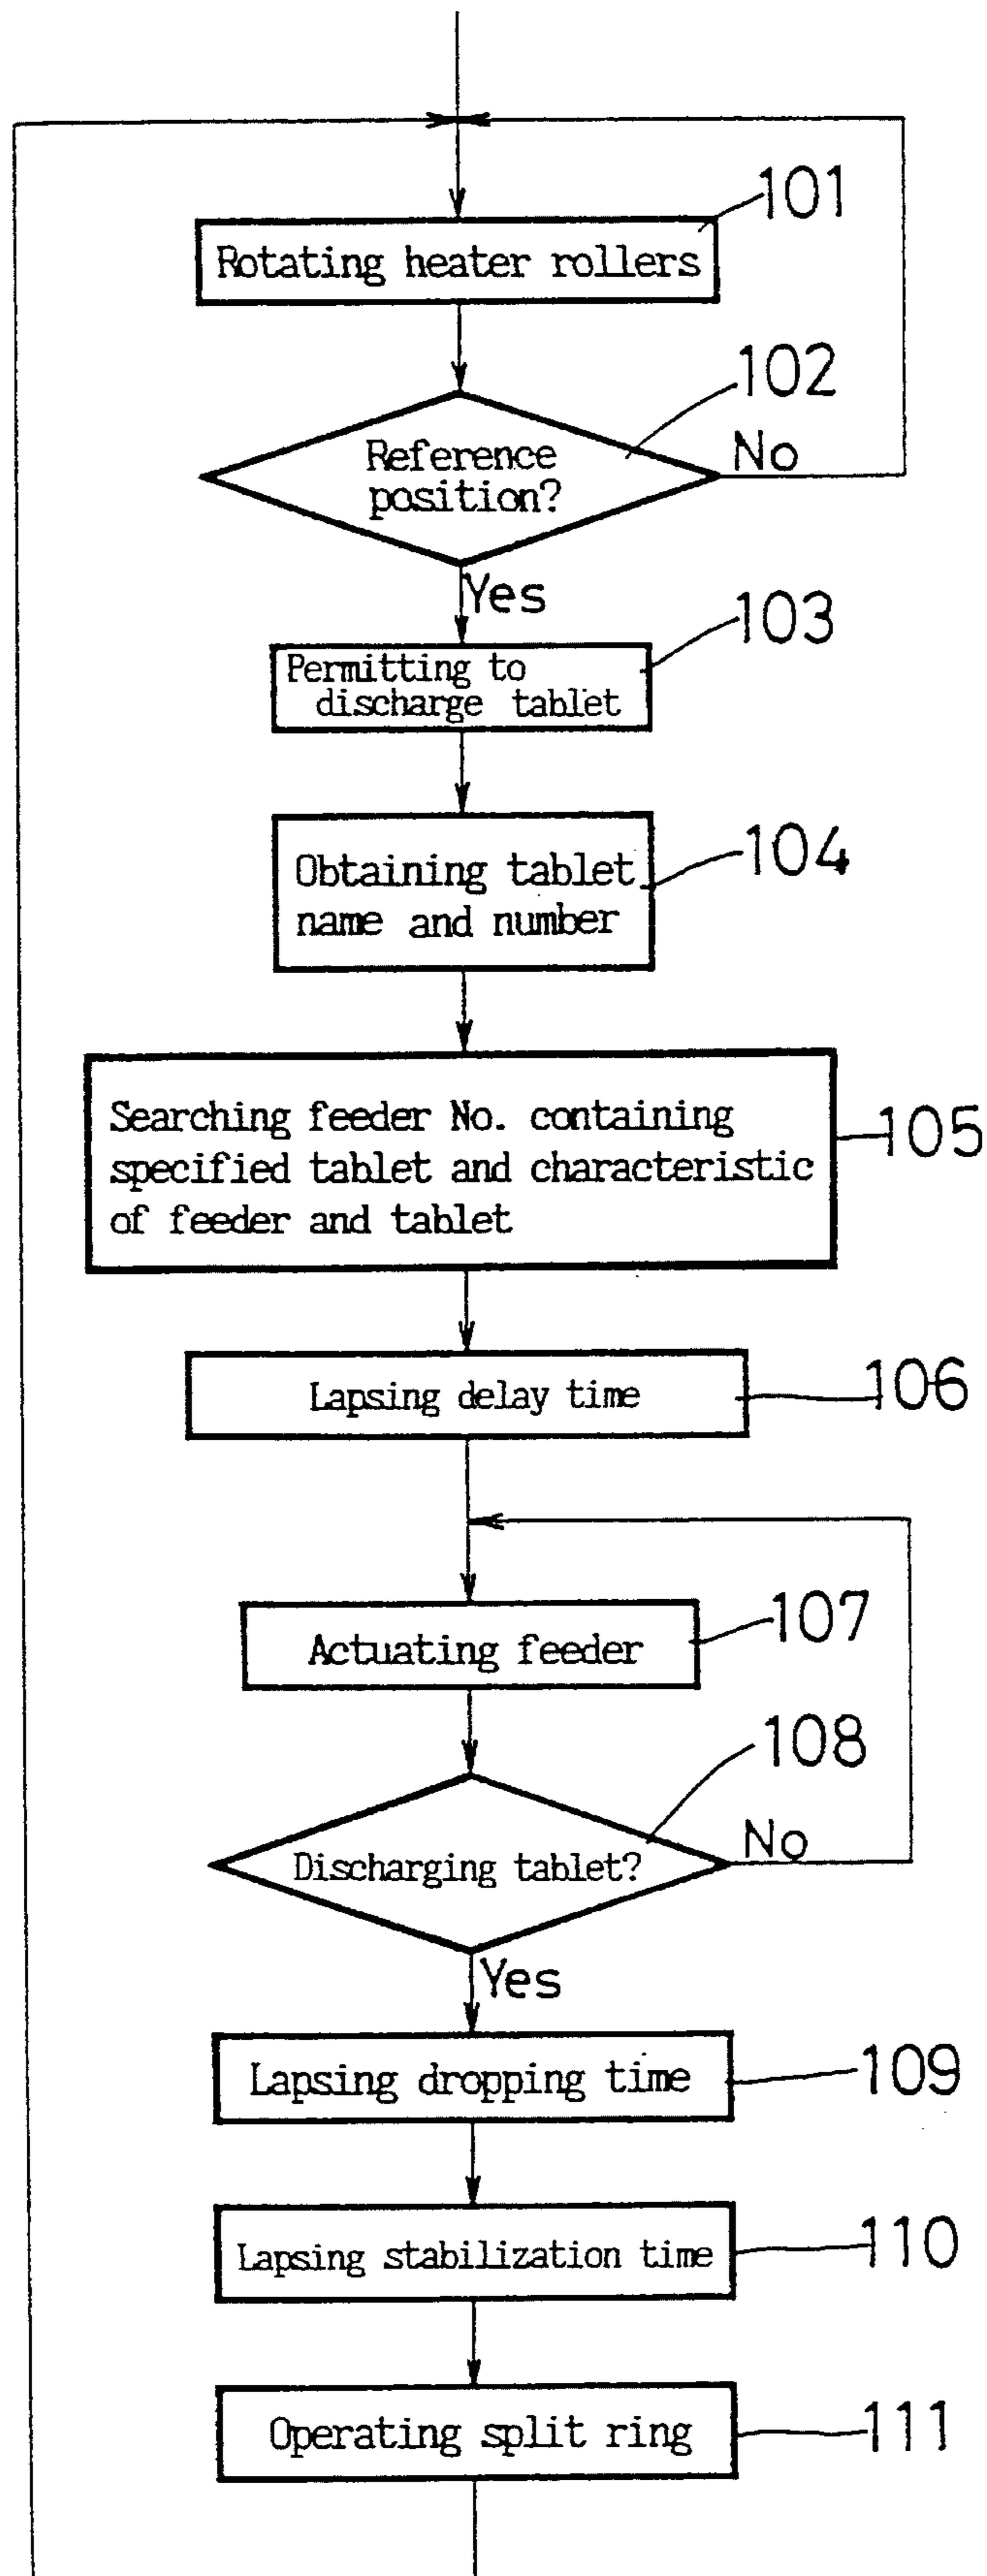 101
Rotating heater rollers
102
Reference
position?
No
Yes
103
Permitting to
discharge tablet
104
Obtaining tablet
name and number
105
Searching feeder No. containing
specified tablet and characteristic
of feeder and tablet
106
Lapsing delay time
107
Actuating feeder
108
Discharging tablet?
No
Yes
109
Lapsing dropping time
110
Lapsing stabilization time
111
Operating split ring